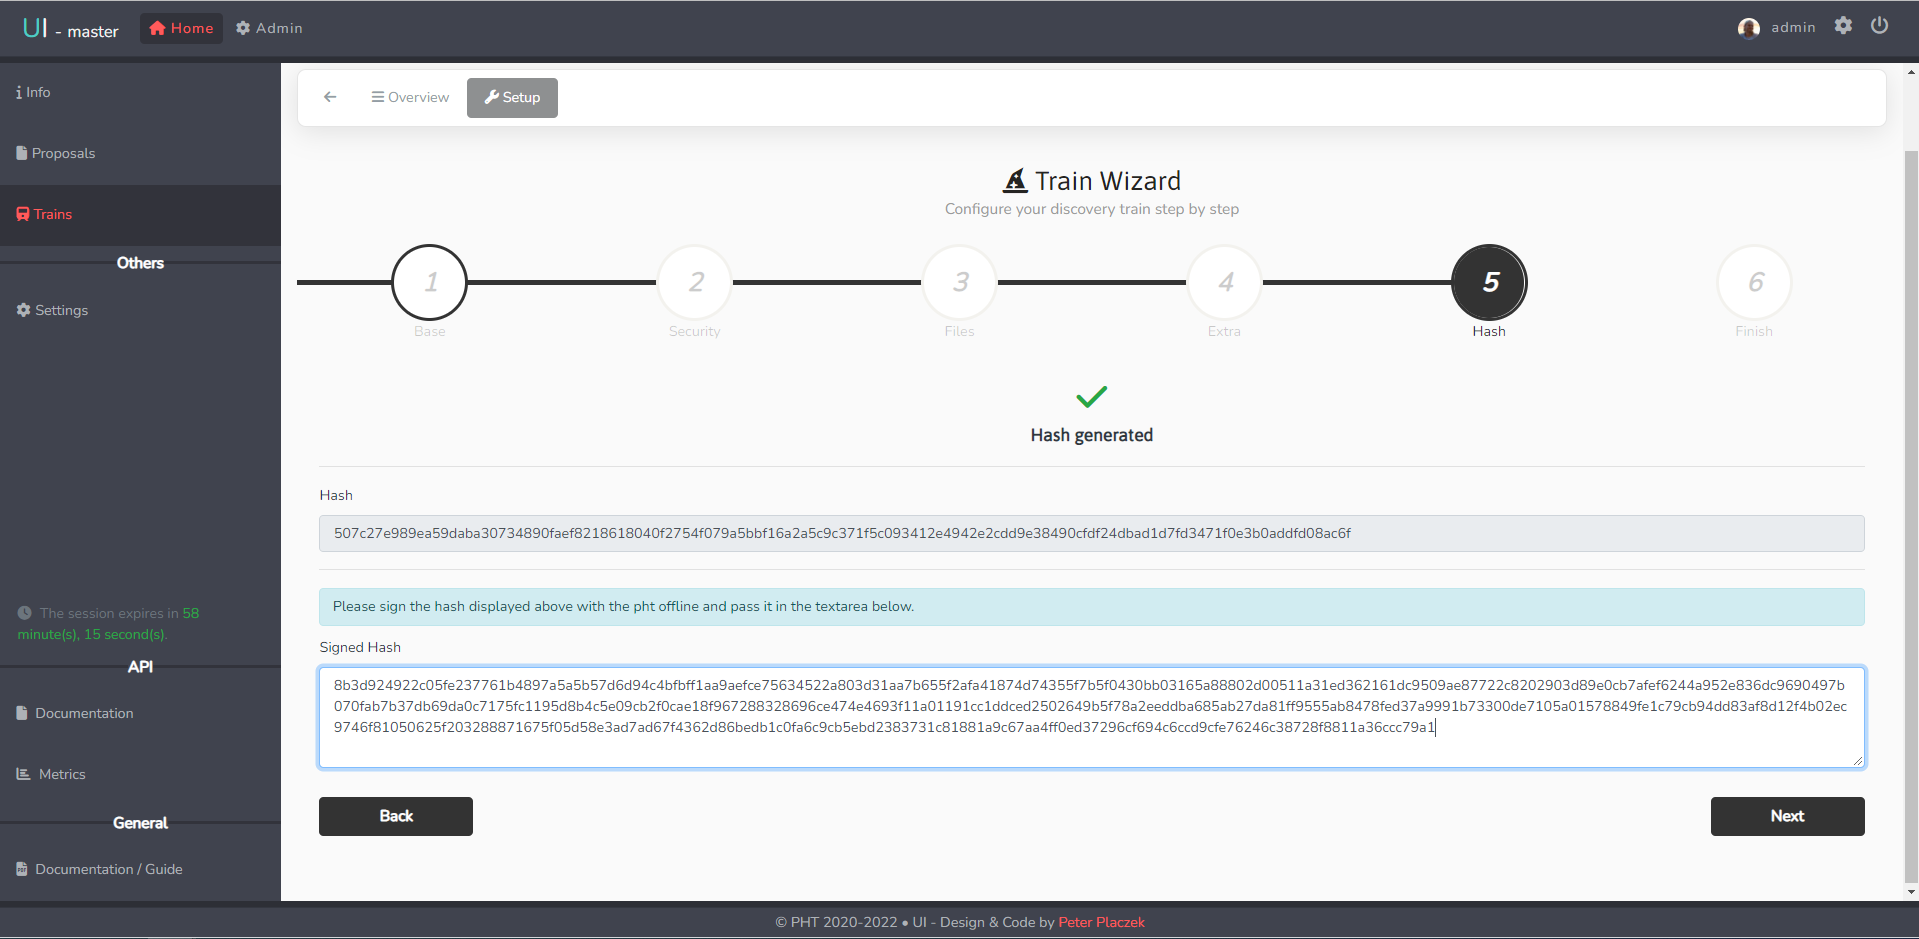 UI - master
Home
Admin
admin
Info
Proposals
Trains
Others
Settings
The session expires in 58
minute(s), 15 second(s).
API
Documentation
Metrics
General
Documentation / Guide
Overview
Setup
Train Wizard
Configure your discovery train step by step
1
2
3
4
5
6
Base
Security
Files
Extra
Hash
Finish
Hash generated
Hash
507c27e989ea59daba30734890faef8218618040f2754f079a5bbf16a2a5c9c371f5c093412e4942e2cdd9e38490cfdf24dbad1d7fd3471f0e3b0addfd08ac6f
Please sign the hash displayed above with the pht offline and pass it in the textarea below.
Signed Hash
8b3d924922c05fe237761b4897a5a5b57d6d94c4bfbff1aa9aefce75634522a803d31aa7b655f2afa41874d74355f7b5f0430bb03165a88802d00511a31ed362161dc9509ae87722c8202903d89e0cb7afef6244a952e836dc9690497b
070fab7b37db69da0c7175fc1195d8b4c5e09cb2f0cae18f967288328696ce474e4693f11a01191cc1ddced2502649b5f78a2eeddba685ab27da81ff9555ab8478fed37a9991b73300de7105a01578849fe1c79cb94dd83af8d12f4b02ec
9746f81050625f203288871675f05d58e3ad7ad67f4362d86bedb1c0fa6c9cb5ebd2383731c81881a9c67aa4ff0ed37296cf694c6ccd9cfe76246c38728f8811a36ccc79a1
Back
Next
© PHT 2020-2022 • UI - Design & Code by Peter Placzek